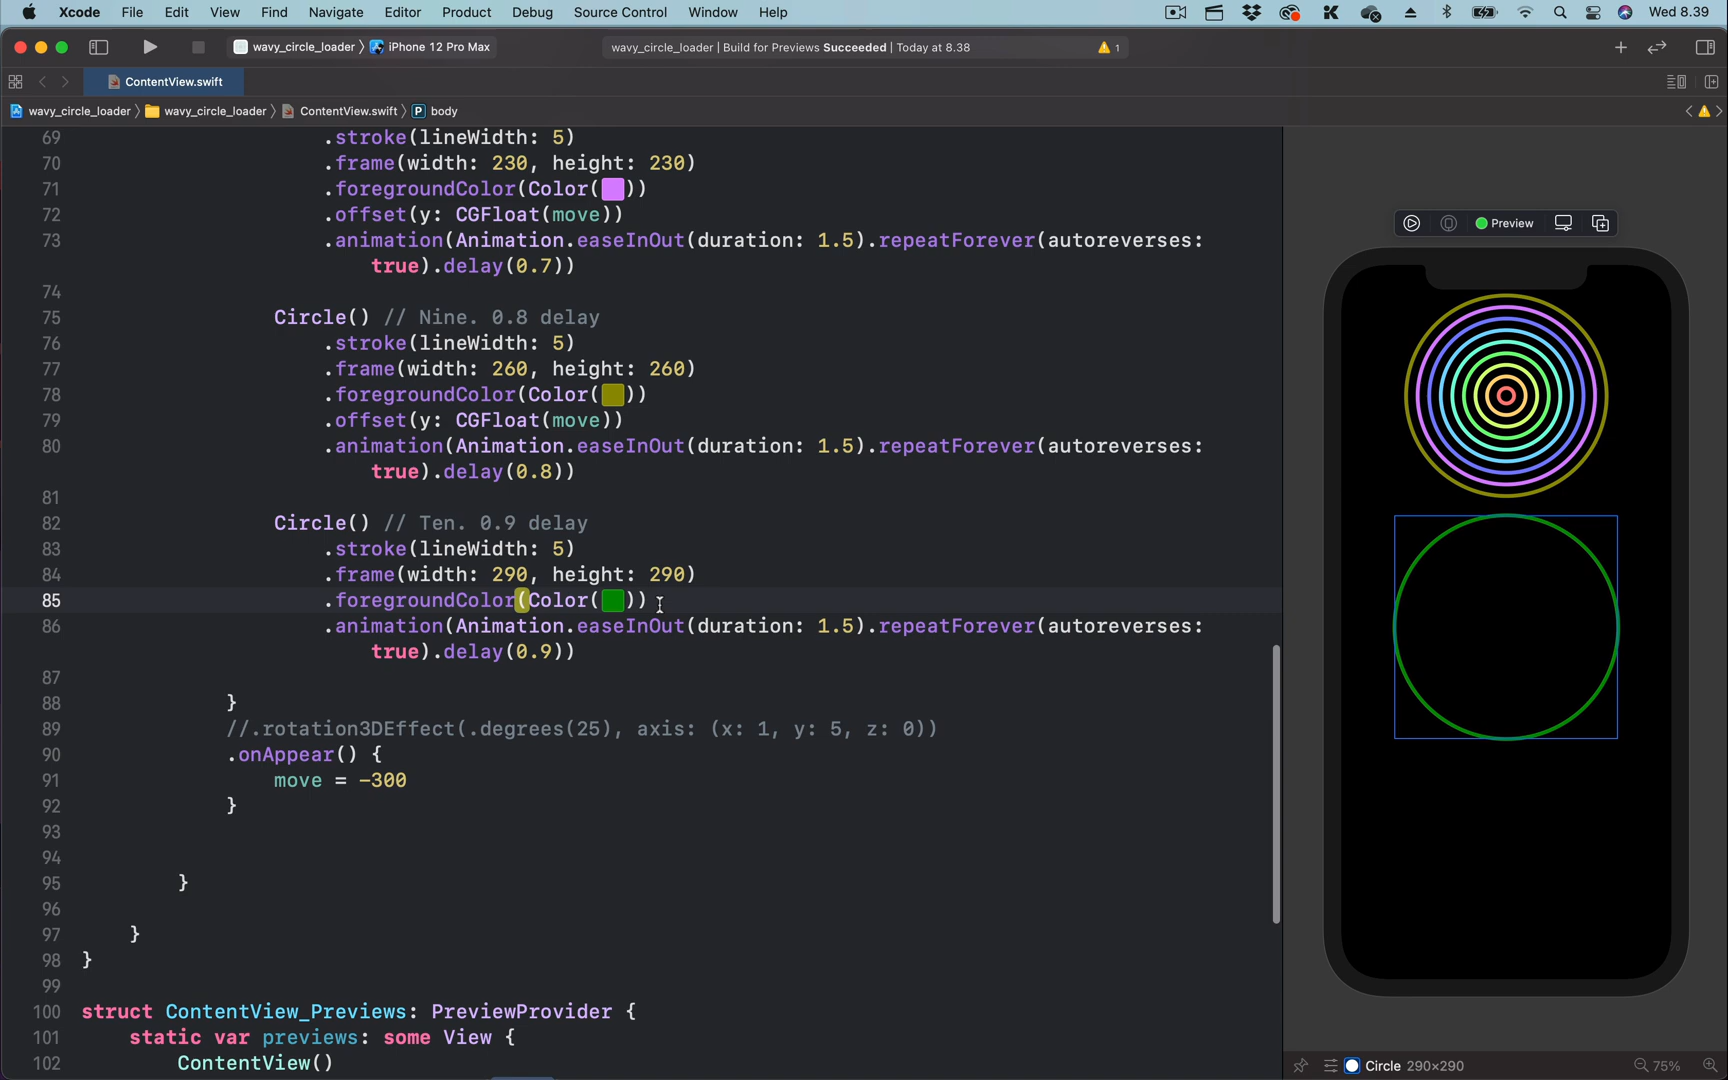 Xcode File Edit View Find Navigate Editor Product Debug Source Control Window Help Wed 8.39
wavy_circle_loader iPhone 12 Pro Max wavy_circle_loader | Build for Previews Succeeded | Today at 8.38 1
ContentView.swift
wavy_circle_loader wavy_circle_loader ContentView.swift P body
69 .stroke(lineWidth: 5)
70 .frame(width: 230, height: 230)
71 .foregroundColor(Color( ))
72 .offset(y: CGFloat(move))
73 .animation(Animation.easeInOut(duration: 1.5).repeatForever(autoreverses:
true).delay(0.7))
74
75 Circle() // Nine. 0.8 delay
76 .stroke(lineWidth: 5)
77 .frame(width: 260, height: 260)
78 .foregroundColor(Color( ))
79 .offset(y: CGFloat(move))
80 .animation(Animation.easeInOut(duration: 1.5).repeatForever(autoreverses:
true).delay(0.8))
81
82 Circle() // Ten. 0.9 delay
83 .stroke(lineWidth: 5)
84 .frame(width: 290, height: 290)
85 .foregroundColor(Color( ))
86 .animation(Animation.easeInOut(duration: 1.5).repeatForever(autoreverses:
true).delay(0.9))
87
88 }
89 //.rotation3DEffect(.degrees(25), axis: (x: 1, y: 5, z: 0))
90 .onAppear() {
91 move = -300
92 }
93
94
95 }
96
97 }
98 }
99
100 struct ContentView_Previews: PreviewProvider {
101 static var previews: some View {
102 ContentView()
Preview
Circle 290×290 75%